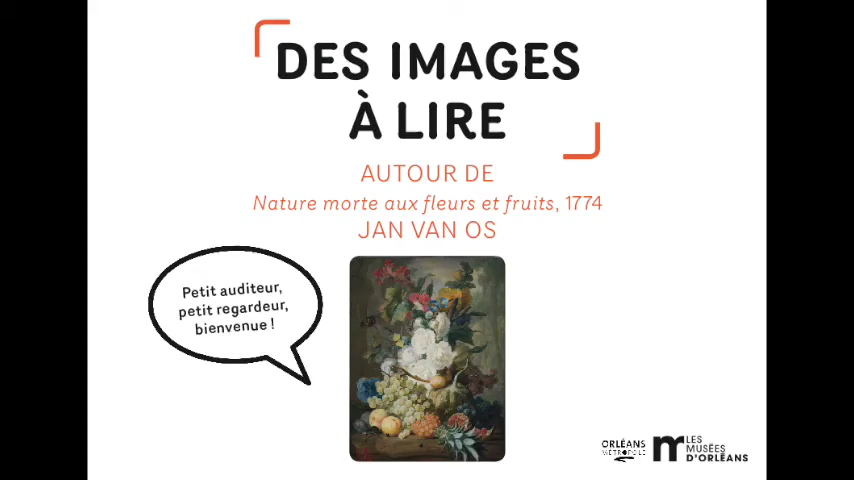 DES IMAGES
À LIRE
AUTOUR DE
Nature morte aux fleurs et fruits, 1774
JAN VAN OS
Petit auditeur,
petit regardeur,
bienvenue !
ORLÉANS
MÉTROPOLE
LES
MUSÉES
D'ORLÉANS